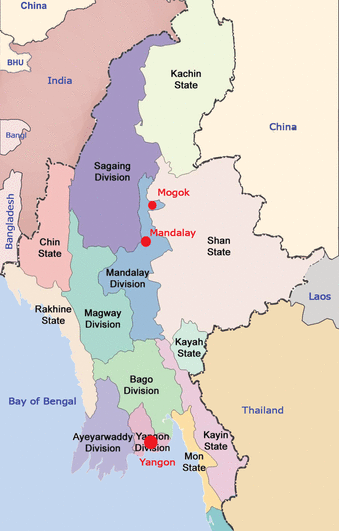 China
BHU
India
Kachin
State
China
Bangl
Sagaing
Division
Mogok
Bangladesh
Mandalay
Chin
State
Shan
State
Mandalay
Division
Laos
Rakhine
State
Magway
Division
Kayah
State
Bago
Division
Bay of Bengal
Thailand
Ayeyarwaddy
Division
Yangon
Division
Kayin
State
Mon
State
Yangon